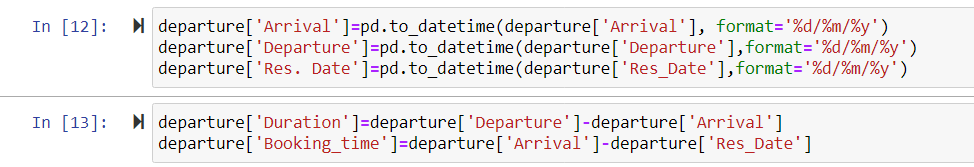 In [12]: departure['Arrival']=pd.to_datetime(departure['Arrival'], format='%d/%m/%y')
departure['Departure']=pd.to_datetime(departure['Departure'],format='%d/%m/%y')
departure['Res. Date']=pd.to_datetime(departure['Res_Date'],format='%d/%m/%y')
In [13]: departure['Duration']=departure['Departure']-departure['Arrival']
departure['Booking_time']=departure['Arrival']-departure['Res_Date']